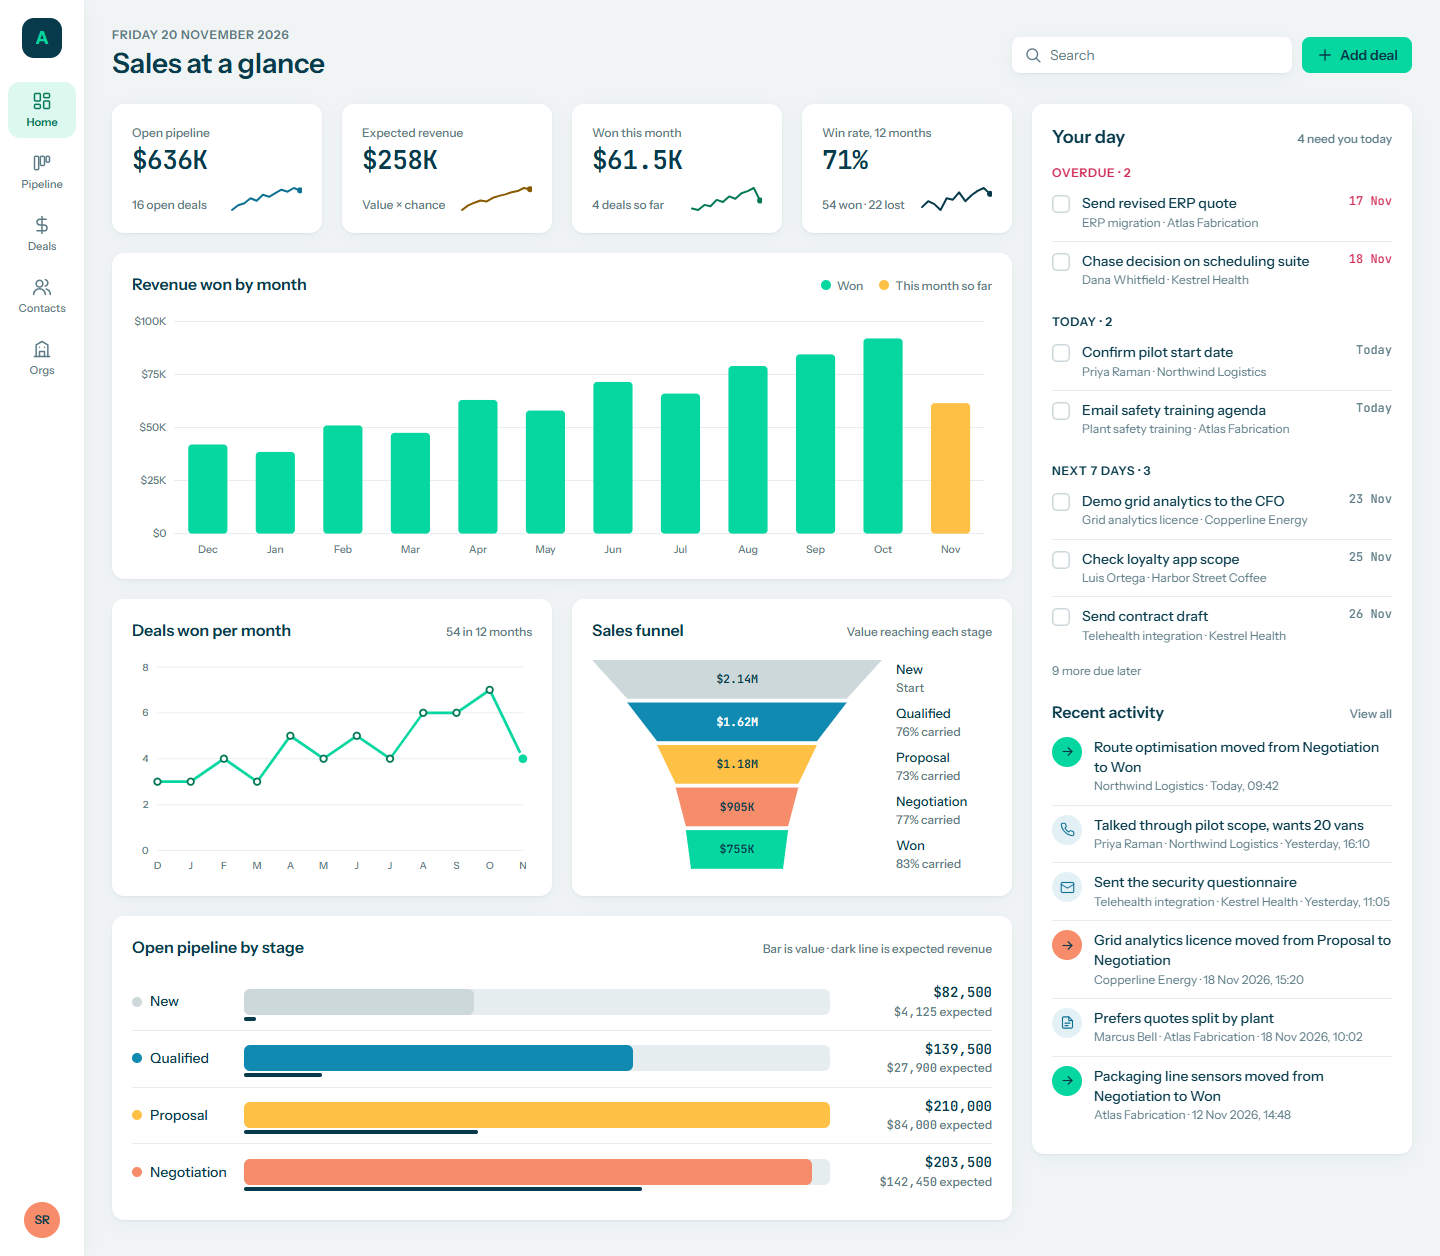 A
Home
Pipeline
Deals
Contacts
Orgs
SR
FRIDAY 20 NOVEMBER 2026
Sales at a glance
Search
Add deal
Open pipeline
$636K
16 open deals
Expected revenue
$258K
Value × chance
Won this month
$61.5K
4 deals so far
Win rate, 12 months
71%
54 won · 22 lost
Revenue won by month
Won
This month so far
$100K
$75K
$50K
$25K
$0
Dec Jan Feb Mar Apr May Jun Jul Aug Sep Oct Nov
Deals won per month
54 in 12 months
8
6
4
2
0
D J F M A M J J A S O N
Sales funnel
Value reaching each stage
$2.14M
New
Start
$1.62M
Qualified
76% carried
$1.18M
Proposal
73% carried
$905K
Negotiation
77% carried
$755K
Won
83% carried
Open pipeline by stage
Bar is value · dark line is expected revenue
New
$82,500
$4,125 expected
Qualified
$139,500
$27,900 expected
Proposal
$210,000
$84,000 expected
Negotiation
$203,500
$142,450 expected
Your day
4 need you today
OVERDUE · 2
Send revised ERP quote
17 Nov
ERP migration · Atlas Fabrication
Chase decision on scheduling suite
18 Nov
Dana Whitfield · Kestrel Health
TODAY · 2
Confirm pilot start date
Today
Priya Raman · Northwind Logistics
Email safety training agenda
Today
Plant safety training · Atlas Fabrication
NEXT 7 DAYS · 3
Demo grid analytics to the CFO
23 Nov
Grid analytics licence · Copperline Energy
Check loyalty app scope
25 Nov
Luis Ortega · Harbor Street Coffee
Send contract draft
26 Nov
Telehealth integration · Kestrel Health
9 more due later
Recent activity
View all
Route optimisation moved from Negotiation
to Won
Northwind Logistics · Today, 09:42
Talked through pilot scope, wants 20 vans
Priya Raman · Northwind Logistics · Yesterday, 16:10
Sent the security questionnaire
Telehealth integration · Kestrel Health · Yesterday, 11:05
Grid analytics licence moved from Proposal to
Negotiation
Copperline Energy · 18 Nov 2026, 15:20
Prefers quotes split by plant
Marcus Bell · Atlas Fabrication · 18 Nov 2026, 10:02
Packaging line sensors moved from
Negotiation to Won
Atlas Fabrication · 12 Nov 2026, 14:48